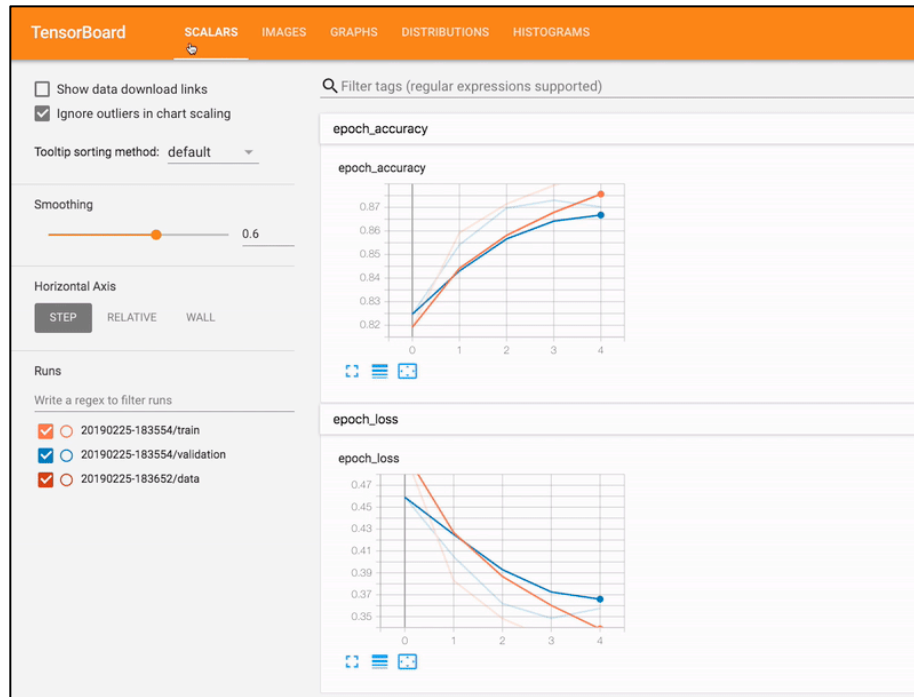 TensorBoard SCALARS IMAGES GRAPHS DISTRIBUTIONS HISTOGRAMS
Show data download links
Ignore outliers in chart scaling
Tooltip sorting method: default
Smoothing
0.6
Horizontal Axis
STEP RELATIVE WALL
Runs
Write a regex to filter runs
20190225-183554/train
20190225-183554/validation
20190225-183652/data
Filter tags (regular expressions supported)
epoch_accuracy
epoch_accuracy
0.87
0.86
0.85
0.84
0.83
0.82
0 1 2 3 4
epoch_loss
epoch_loss
0.47
0.45
0.43
0.41
0.39
0.37
0.35
0 1 2 3 4